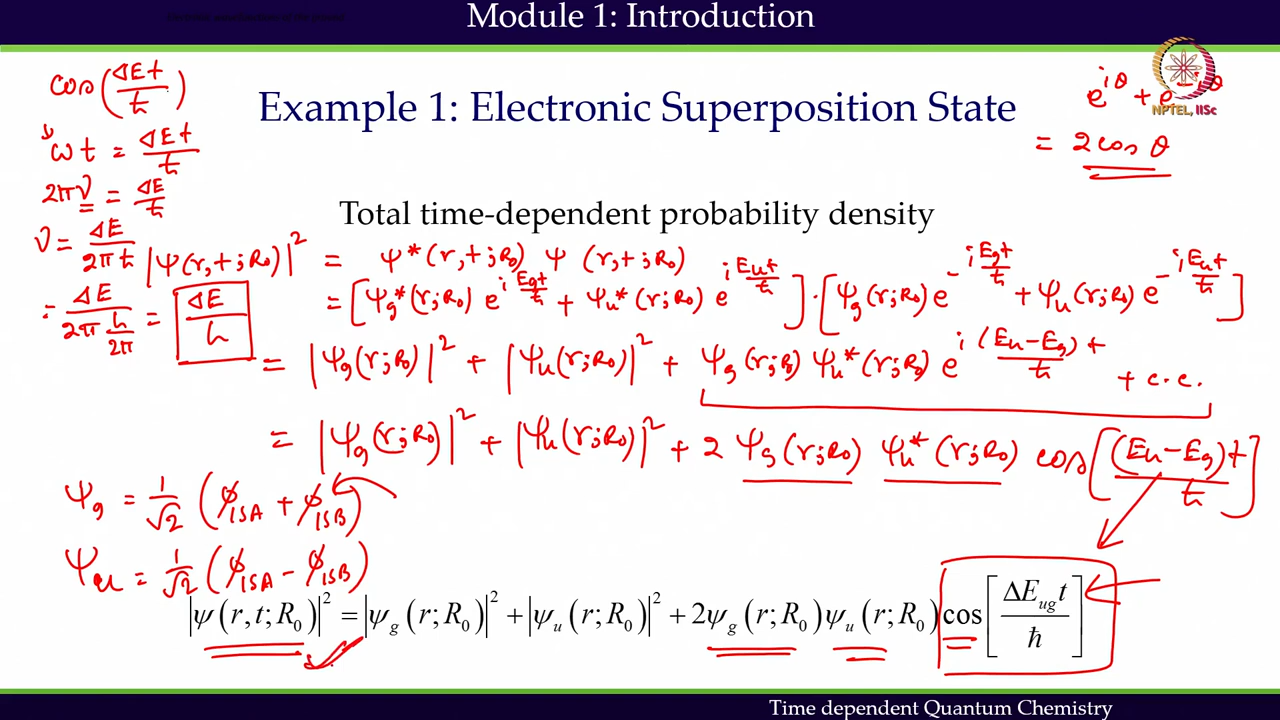 Module 1: Introduction
cos(ΔEt/ħ)
ωt = ΔEt/ħ
2πν = ΔE/ħ
ν = ΔE/2πħ
= ΔE/(2π h/2π) = ΔE/h
Example 1: Electronic Superposition State
e^{iθ} + e^{-iθ}
= 2 cos θ
NPTEL, IISc
Total time-dependent probability density
|ψ(r,t;R₀)|² = ψ*(r,t;R₀) ψ(r,t;R₀)
= [ψg*(r;R₀) e^{iEgt/ħ} + ψu*(r;R₀) e^{iEut/ħ}] · [ψg(r;R₀) e^{-iEgt/ħ} + ψu(r;R₀) e^{-iEut/ħ}]
= |ψg(r;R₀)|² + |ψu(r;R₀)|² + ψg(r;R₀) ψu*(r;R₀) e^{i(Eu-Eg)t/ħ} + c.c.
= |ψg(r;R₀)|² + |ψu(r;R₀)|² + 2 ψg(r;R₀) ψu*(r;R₀) cos[(Eu-Eg)t/ħ]
ψg = 1/√2 (ϕ1SA + ϕ1SB)
ψu = 1/√2 (ϕ1SA - ϕ1SB)
|ψ(r,t;R₀)|² = |ψg(r;R₀)|² + |ψu(r;R₀)|² + 2ψg(r;R₀)ψu(r;R₀) cos[ΔEug t/ħ]
Time dependent Quantum Chemistry